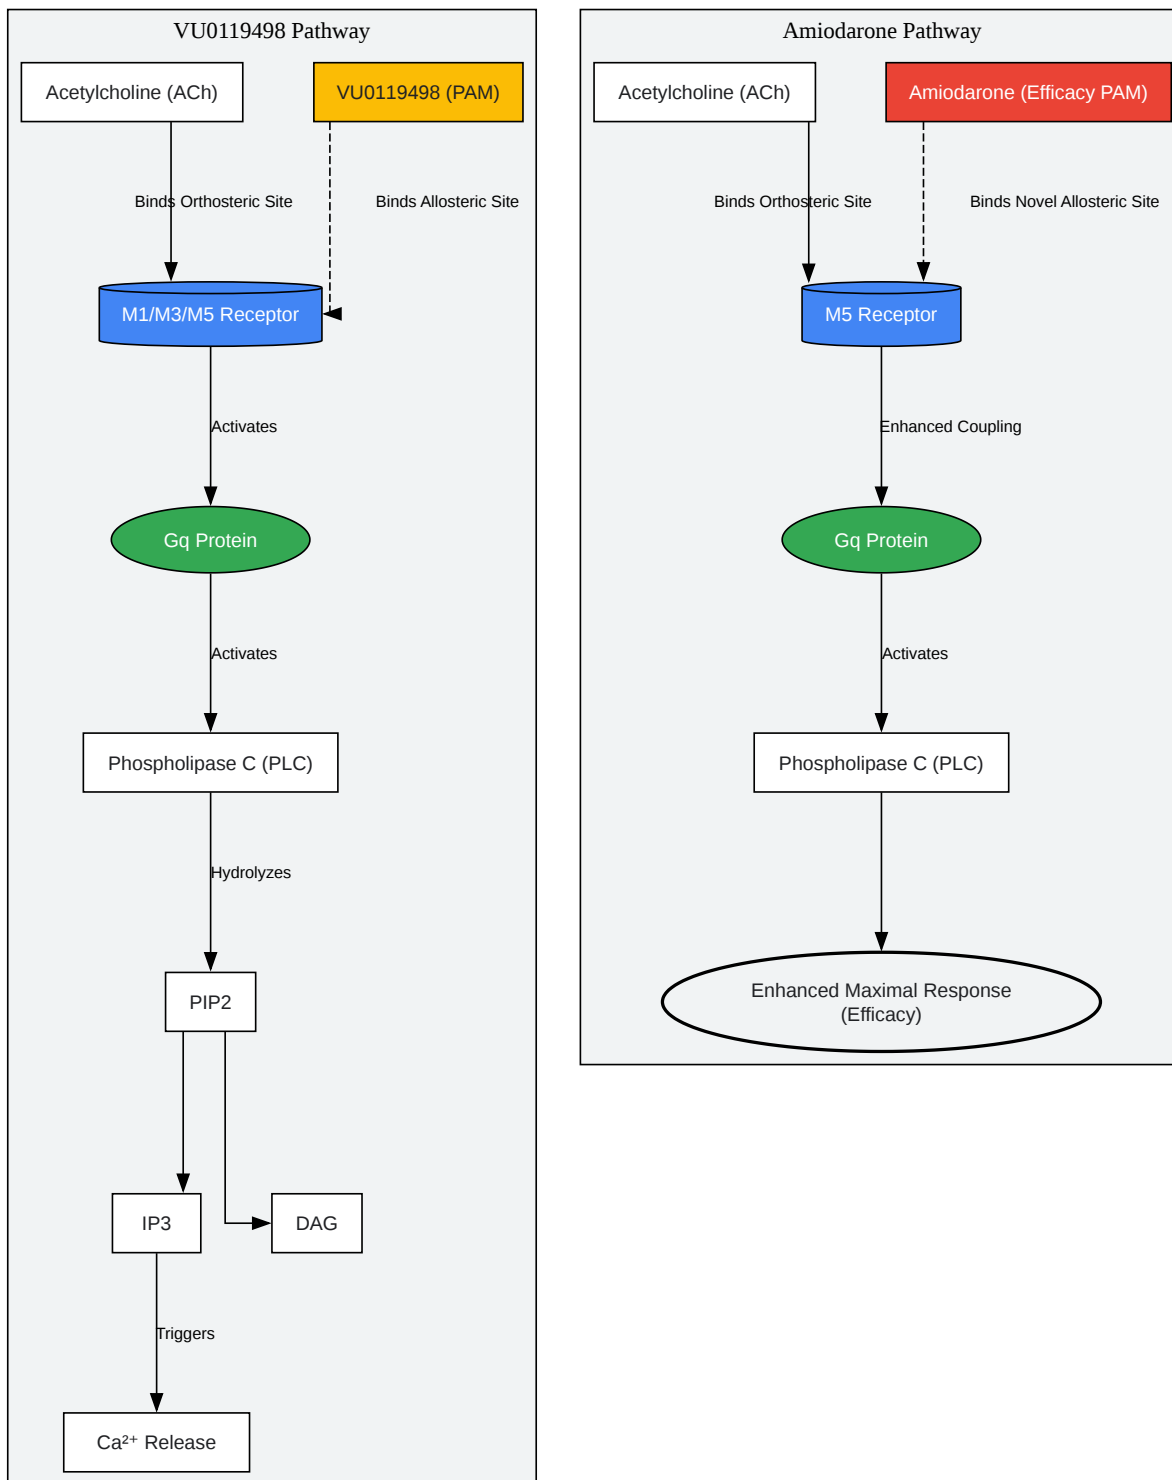 VU0119498 Pathway
Acetylcholine (ACh)
VU0119498 (PAM)
Binds Orthosteric Site
Binds Allosteric Site
M1/M3/M5 Receptor
Activates
Gq Protein
Activates
Phospholipase C (PLC)
Hydrolyzes
PIP2
IP3
DAG
Triggers
Ca²⁺ Release
Amiodarone Pathway
Acetylcholine (ACh)
Amiodarone (Efficacy PAM)
Binds Orthosteric Site
Binds Novel Allosteric Site
M5 Receptor
Enhanced Coupling
Gq Protein
Activates
Phospholipase C (PLC)
Enhanced Maximal Response
(Efficacy)